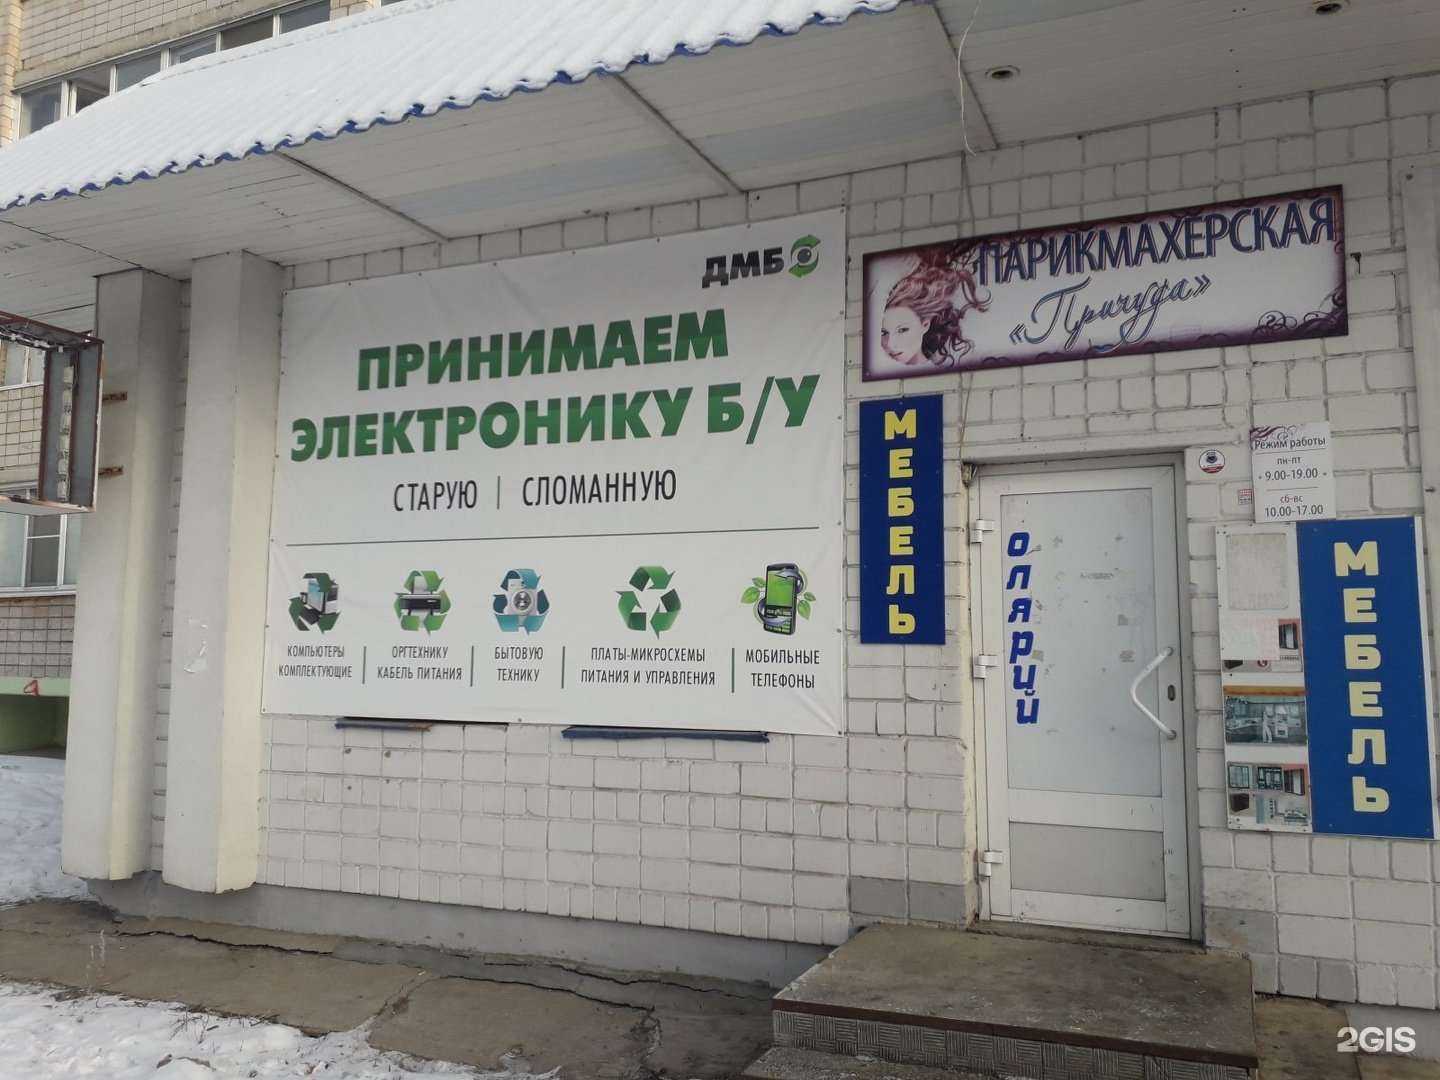 ДМБ
ПРИНИМАЕМ
ЭЛЕКТРОНИКУ Б/У
СТАРУЮ | СЛОМАННУЮ
КОМПЬЮТЕРЫ
КОМПЛЕКТУЮЩИЕ
ОРГТЕХНИКУ
КАБЕЛЬ ПИТАНИЯ
БЫТОВУЮ
ТЕХНИКУ
ПЛАТЫ-МИКРОСХЕМЫ
ПИТАНИЯ И УПРАВЛЕНИЯ
МОБИЛЬНЫЕ
ТЕЛЕФОНЫ
ПАРИКМАХЕРСКАЯ
«Причуда»
МЕБЕЛЬ
олярий
Режим работы
пн-пт
9.00-19.00
сб-вс
10.00-17.00
МЕБЕЛЬ
2GIS